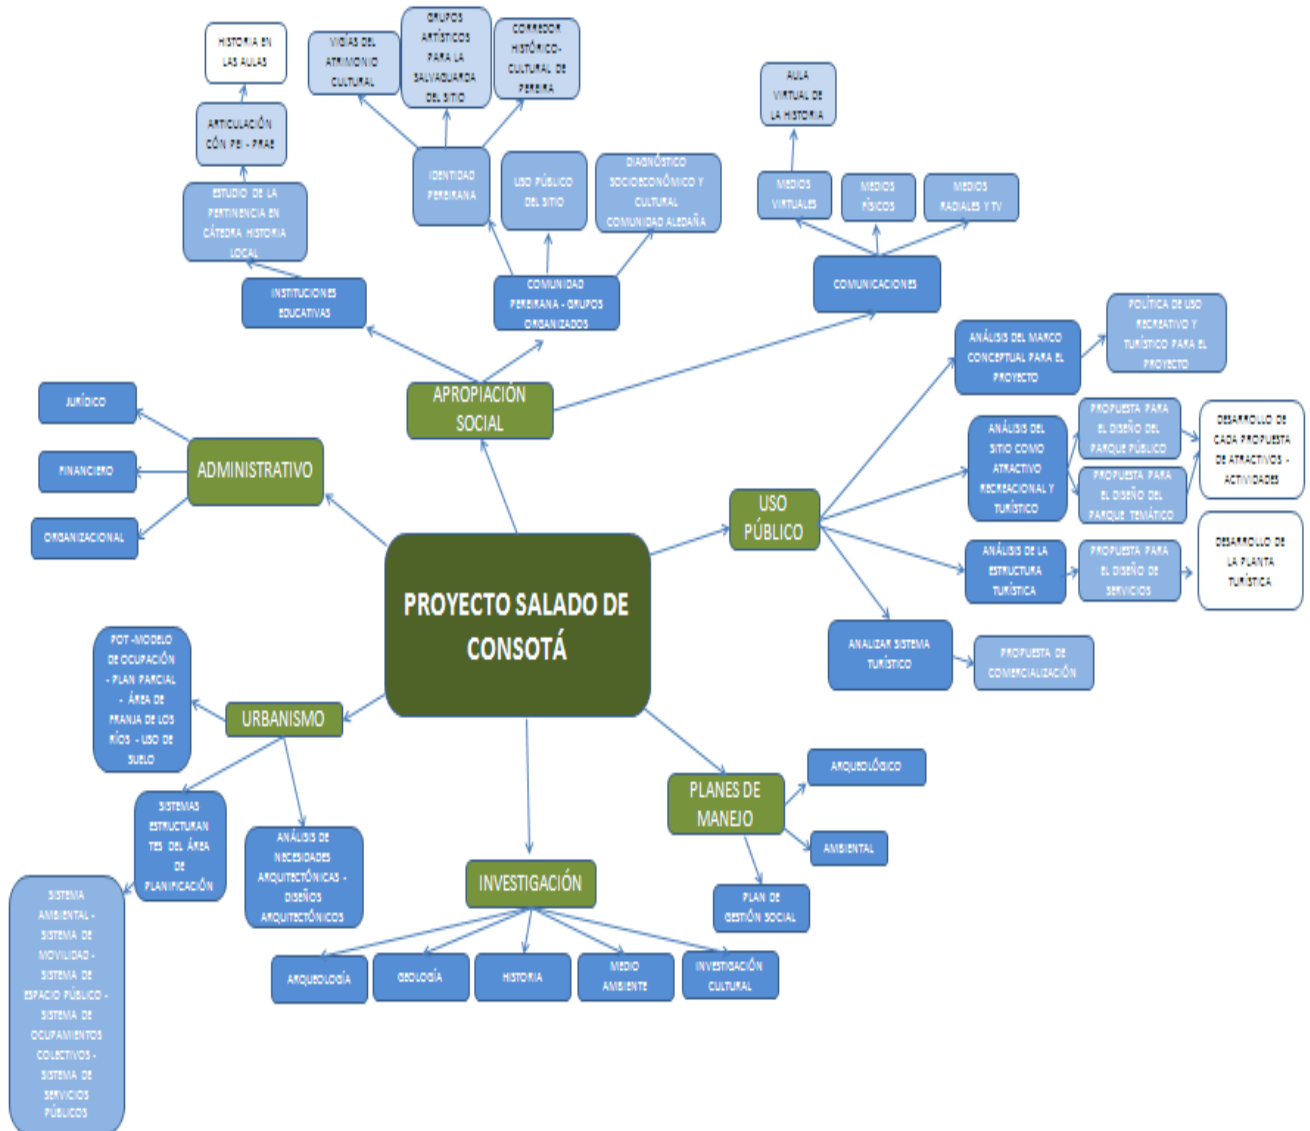 HISTORIA EN
LAS AULAS
ARTICULACIÓN
CÓN PEI - PRAE
ESTUDIO DE LA
PERTINENCIA EN
CÁTEDRA HISTORIA
LOCAL
INSTITUCIONES
EDUCATIVAS
VIGÍAS DEL
ATRIMONIO
CULTURAL
GRUPOS
ARTÍSTICOS
PARA LA
SALVAGUARDA
DEL SITIO
CORREDOR
HISTÓRICO-
CULTURAL DE
PEREIRA
IDENTIDAD
PEREIRANA
USO PÚBLICO
DEL SITIO
DIAGNÓSTICO
SOCIOECONÓMICO Y
CULTURAL
COMUNIDAD ALEDAÑA
COMUNIDAD
PEREIRANA - GRUPOS
ORGANIZADOS
AULA
VIRTUAL DE
LA HISTORIA
MEDIOS
VIRTUALES
MEDIOS
FÍSICOS
MEDIOS
RADIALES Y TV
COMUNICACIONES
APROPIACIÓN
SOCIAL
JURÍDICO
FINANCIERO
ORGANIZACIONAL
ADMINISTRATIVO
PROYECTO SALADO DE
CONSOTÁ
USO
PÚBLICO
ANÁLISIS DEL MARCO
CONCEPTUAL PARA EL
PROYECTO
POLÍTICA DE USO
RECREATIVO Y
TURÍSTICO PARA EL
PROYECTO
ANÁLISIS DEL
SITIO COMO
ATRACTIVO
RECREACIONAL Y
TURÍSTICO
PROPUESTA PARA
EL DISEÑO DEL
PARQUE PÚBLICO
PROPUESTA PARA
EL DISEÑO DEL
PARQUE TEMÁTICO
DESARROLLO DE
CADA PROPUESTA
DE ATRACTIVOS -
ACTIVIDADES
ANÁLISIS DE LA
ESTRUCTURA
TURÍSTICA
PROPUESTA PARA
EL DISEÑO DE
SERVICIOS
DESARROLLO DE
LA PLANTA
TURÍSTICA
ANALIZAR SISTEMA
TURÍSTICO
PROPUESTA DE
COMERCIALIZACIÓN
URBANISMO
POT -MODELO
DE OCUPACIÓN
- PLAN PARCIAL
- ÁREA DE
FRANJA DE LOS
RÍOS - USO DE
SUELO
SISTEMAS
ESTRUCTURAN
TES DEL ÁREA
DE
PLANIFICACIÓN
ANÁLISIS DE
NECESIDADES
ARQUITECTÓNICAS -
DISEÑOS
ARQUITECTÓNICOS
SISTEMA
AMBIENTAL -
SISTEMA DE
MOVILIDAD -
SISTEMA DE
ESPACIO PÚBLICO -
SISTEMA DE
OCUPAMIENTOS
COLECTIVOS -
SISTEMA DE
SERVICIOS
PÚBLICOS
INVESTIGACIÓN
ARQUEOLOGÍA
GEOLOGÍA
HISTORIA
MEDIO
AMBIENTE
INVESTIGACIÓN
CULTURAL
PLANES DE
MANEJO
ARQUEOLÓGICO
AMBIENTAL
PLAN DE
GESTIÓN SOCIAL